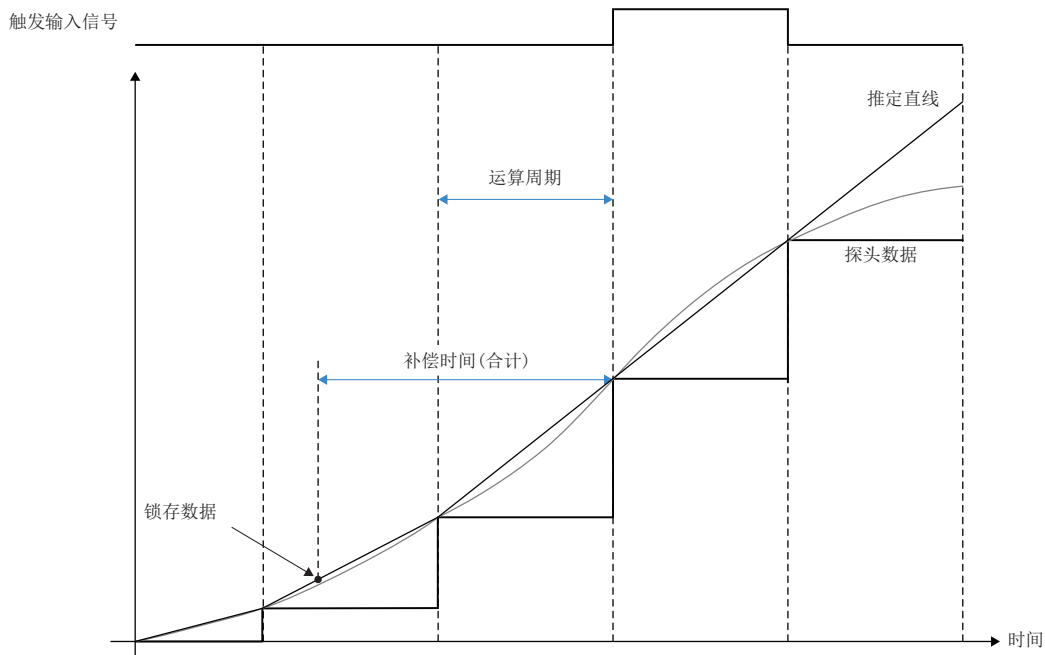 触发输入信号
推定直线
运算周期
探头数据
补偿时间(合计)
锁存数据
时间